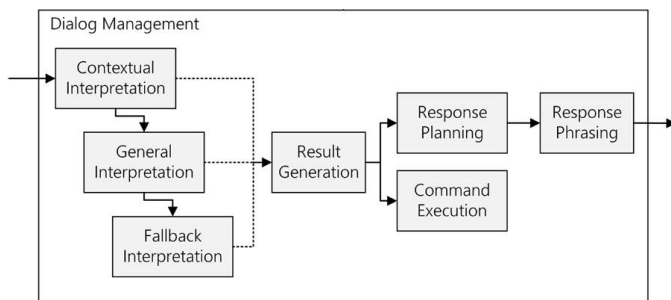 Dialog Management
Contextual
Interpretation
General
Interpretation
Fallback
Interpretation
Result
Generation
Response
Planning
Response
Phrasing
Command
Execution